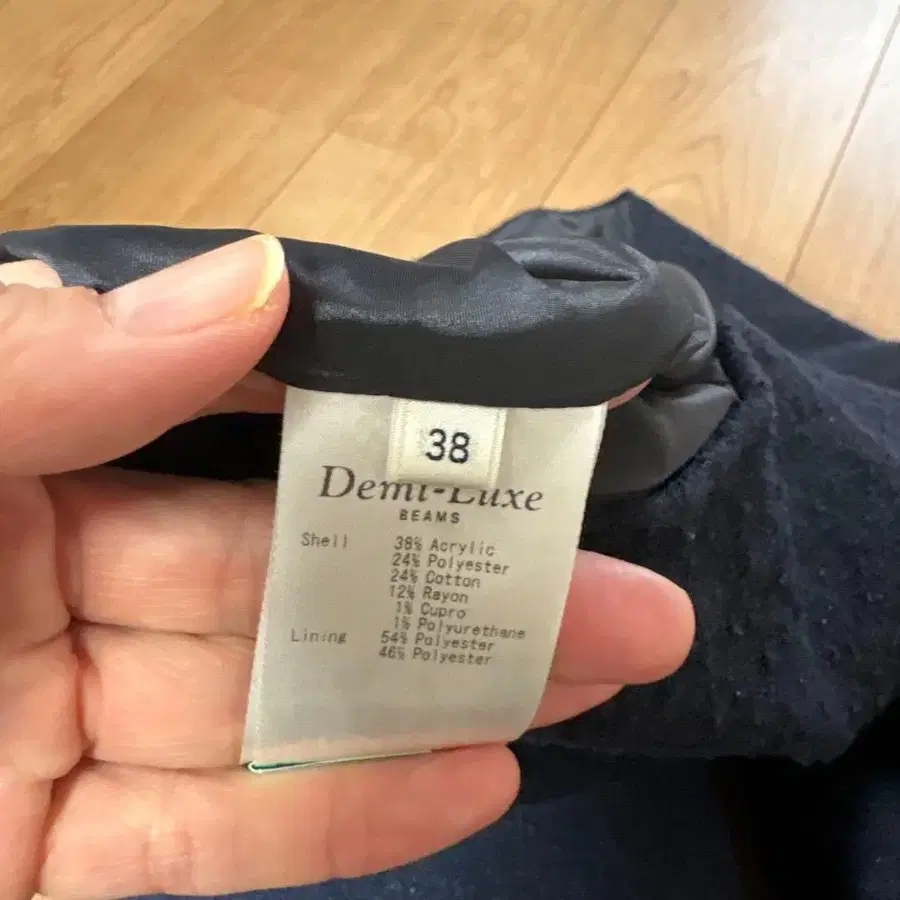 38
Demi-Luxe
BEAMS
Shell 38% Acrylic
24% Polyester
24% Cotton
12% Rayon
1% Cupro
1% Polyurethane
Lining 54% Polyester
46% Polyester